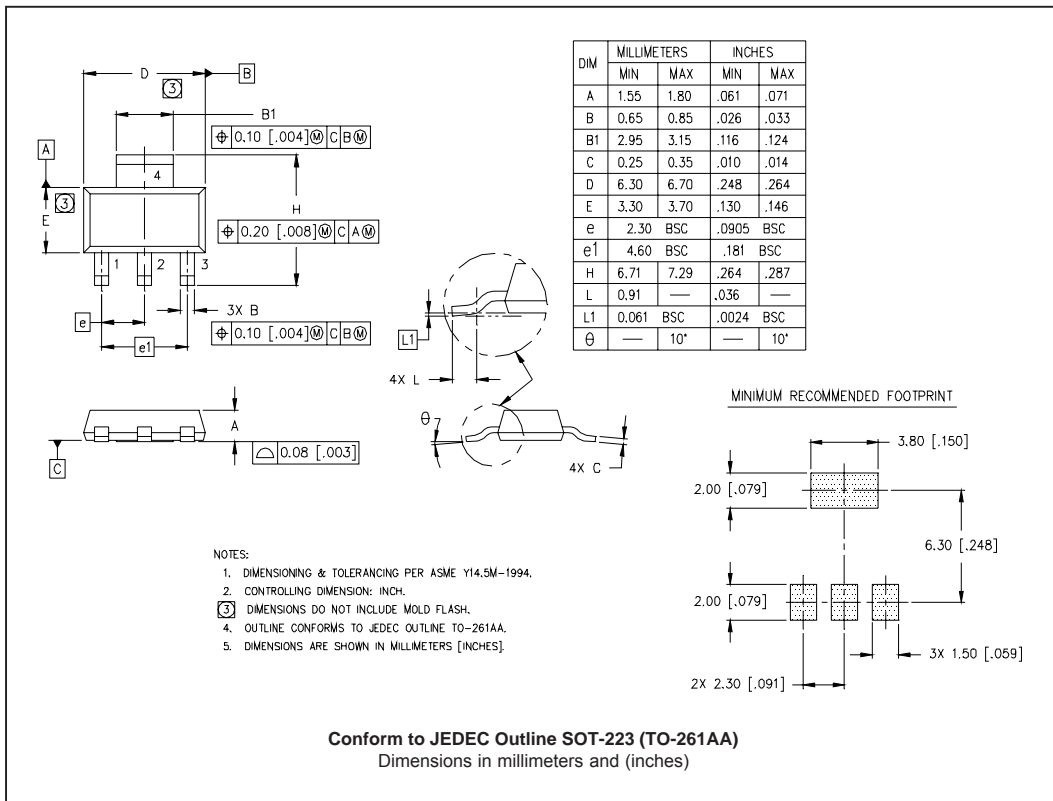 D
B
3
B1
⌖ 0.10 [.004]Ⓜ C BⓂ
A
4
3
E
H
⌖ 0.20 [.008]Ⓜ C AⓂ
1 2 3
3X B
e
⌖ 0.10 [.004]Ⓜ C BⓂ
e1
L1
4X L
A
C
⌓ 0.08 [.003]
θ
4X C
DIM MILLIMETERS INCHES
MIN MAX MIN MAX
A 1.55 1.80 .061 .071
B 0.65 0.85 .026 .033
B1 2.95 3.15 .116 .124
C 0.25 0.35 .010 .014
D 6.30 6.70 .248 .264
E 3.30 3.70 .130 .146
e 2.30 BSC .0905 BSC
e1 4.60 BSC .181 BSC
H 6.71 7.29 .264 .287
L 0.91 — .036 —
L1 0.061 BSC .0024 BSC
θ — 10° — 10°
MINIMUM RECOMMENDED FOOTPRINT
3.80 [.150]
2.00 [.079]
6.30 [.248]
2.00 [.079]
3X 1.50 [.059]
2X 2.30 [.091]
NOTES:
1. DIMENSIONING & TOLERANCING PER ASME Y14.5M-1994.
2. CONTROLLING DIMENSION: INCH.
3 DIMENSIONS DO NOT INCLUDE MOLD FLASH.
4. OUTLINE CONFORMS TO JEDEC OUTLINE TO-261AA.
5. DIMENSIONS ARE SHOWN IN MILLIMETERS [INCHES].
Conform to JEDEC Outline SOT-223 (TO-261AA)
Dimensions in millimeters and (inches)